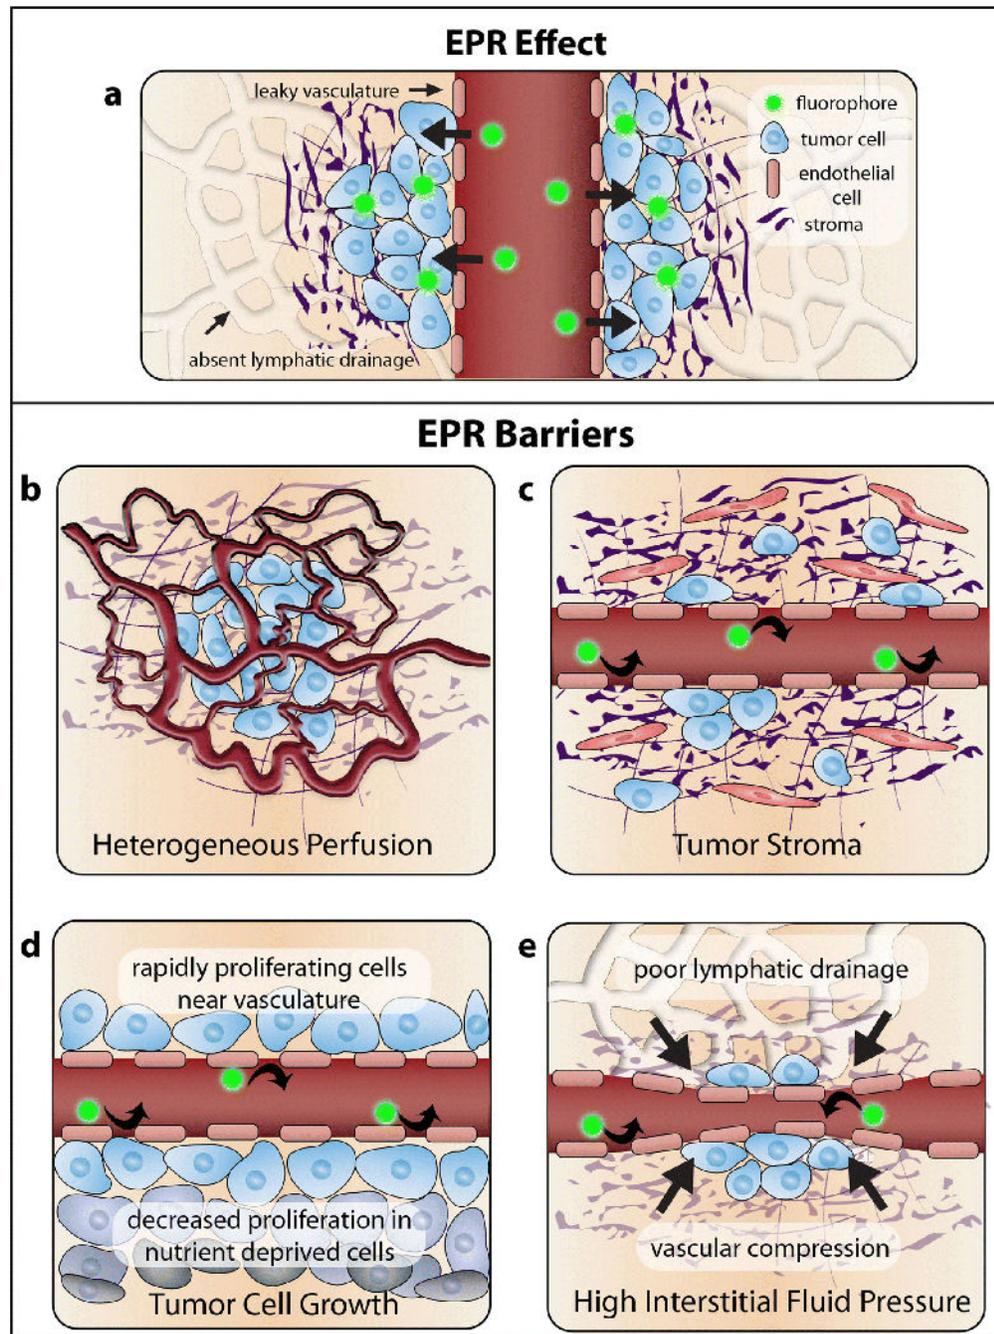 EPR Effect
a
leaky vasculature
fluorophore
tumor cell
endothelial
cell
stroma
absent lymphatic drainage
EPR Barriers
b
Heterogeneous Perfusion
c
Tumor Stroma
d
rapidly proliferating cells
near vasculature
decreased proliferation in
nutrient deprived cells
Tumor Cell Growth
e
poor lymphatic drainage
vascular compression
High Interstitial Fluid Pressure